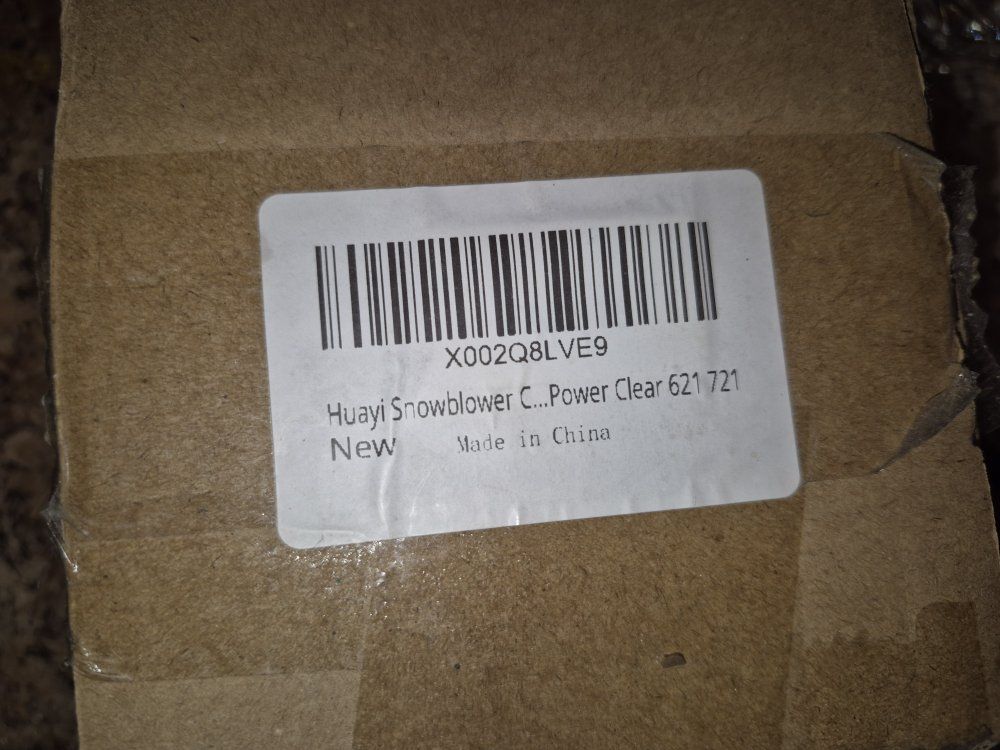 X002Q8LVE9
Huayi Snowblower C...Power Clear 621 721
New Made in China